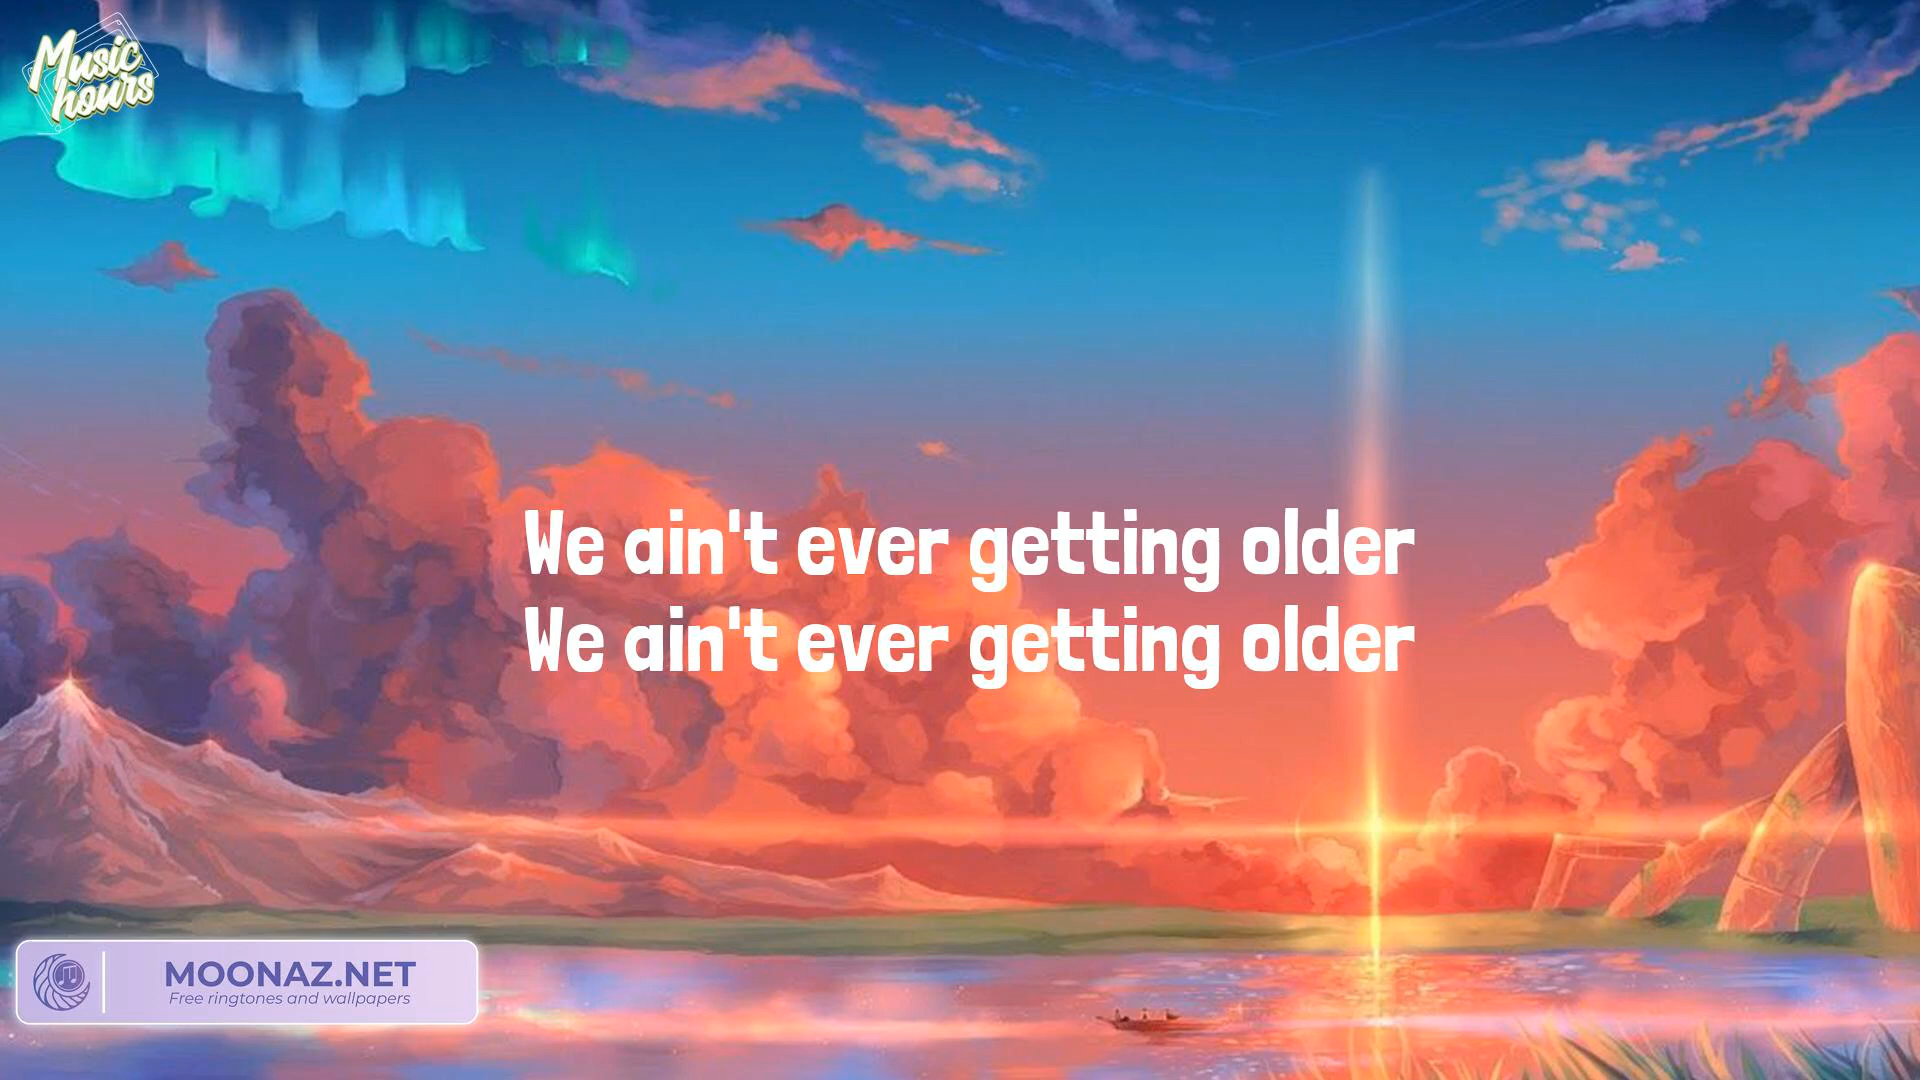 Music
hours
We ain't ever getting older
We ain't ever getting older
MOONAZ.NET
Free ringtones and wallpapers